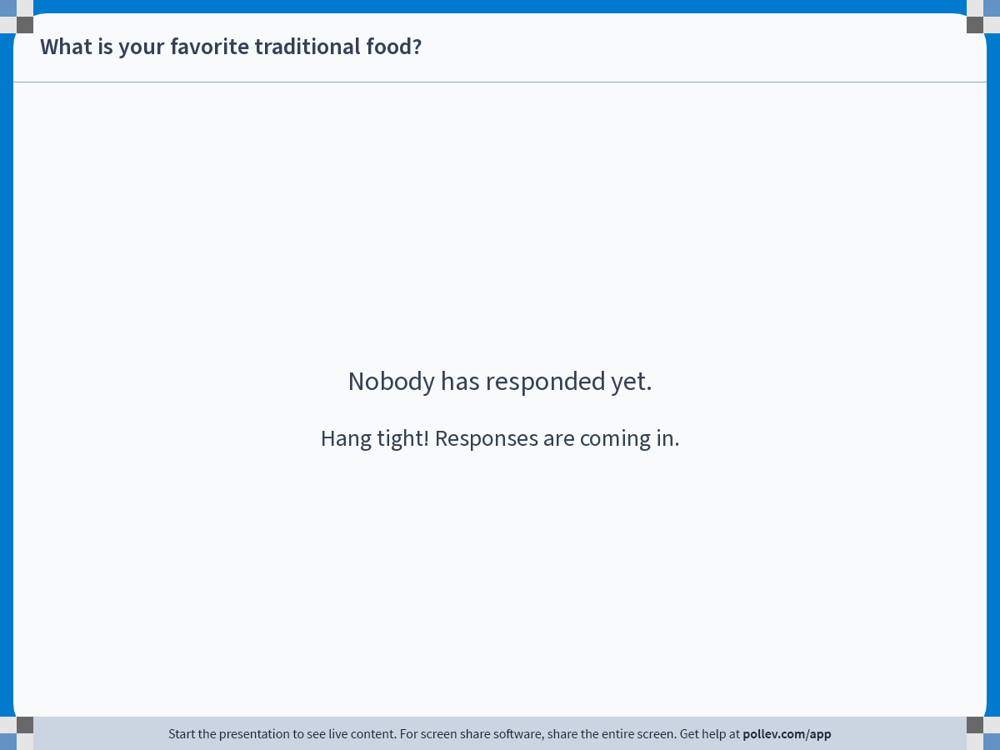 What is your favorite traditional food?
Nobody has responded yet.
Hang tight! Responses are coming in.
Start the presentation to see live content. For screen share software, share the entire screen. Get help at pollev.com/app